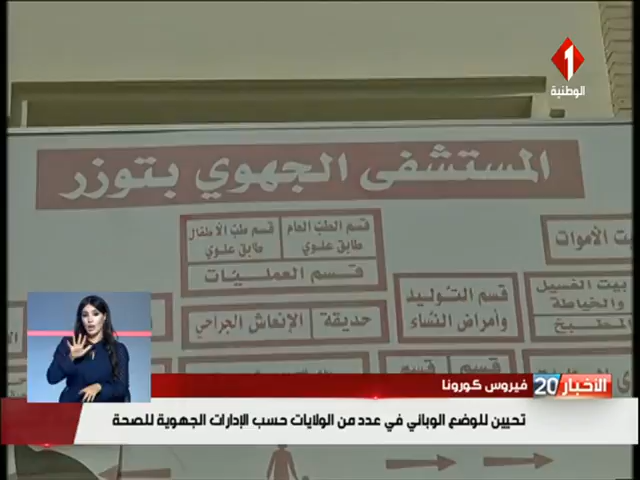 الوطنية
المستشفى الجهوي بتوزر
قسم الطب العام
طابق علوي
قسم طب الأطفال
طابق علوي
قسم العمليات
الأموات
قسم التوليد
وأمراض النساء
بيت الغسيل
والخياطة
المطبخ
حديقة
الإنعاش الجراحي
قسم
قسم
الأخبار 20
فيروس كورونا
تحيين للوضع الوبائي في عدد من الولايات حسب الإدارات الجهوية للصحة